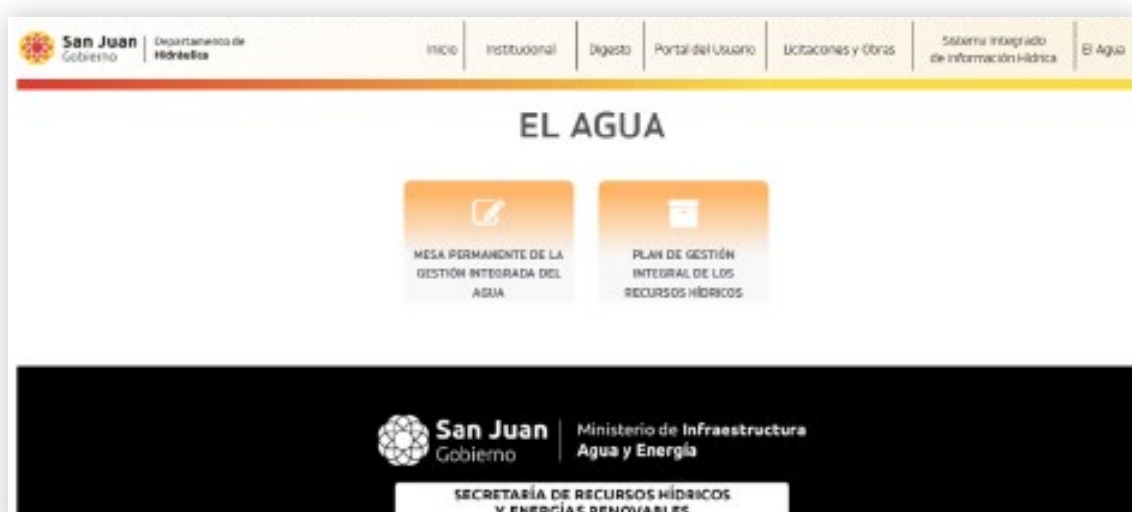 San Juan
Gobierno
Departamento de
Hidráulica
Inicio
Institucional
Digesto
Portal del Usuario
Licitaciones y Obras
Sistema Integrado
de Información Hídrica
El Agua
EL AGUA
MESA PERMANENTE DE LA
GESTIÓN INTEGRADA DEL
AGUA
PLAN DE GESTIÓN
INTEGRAL DE LOS
RECURSOS HÍDRICOS
San Juan
Gobierno
Ministerio de Infraestructura
Agua y Energía
SECRETARÍA DE RECURSOS HÍDRICOS
Y ENERGÍAS RENOVABLES